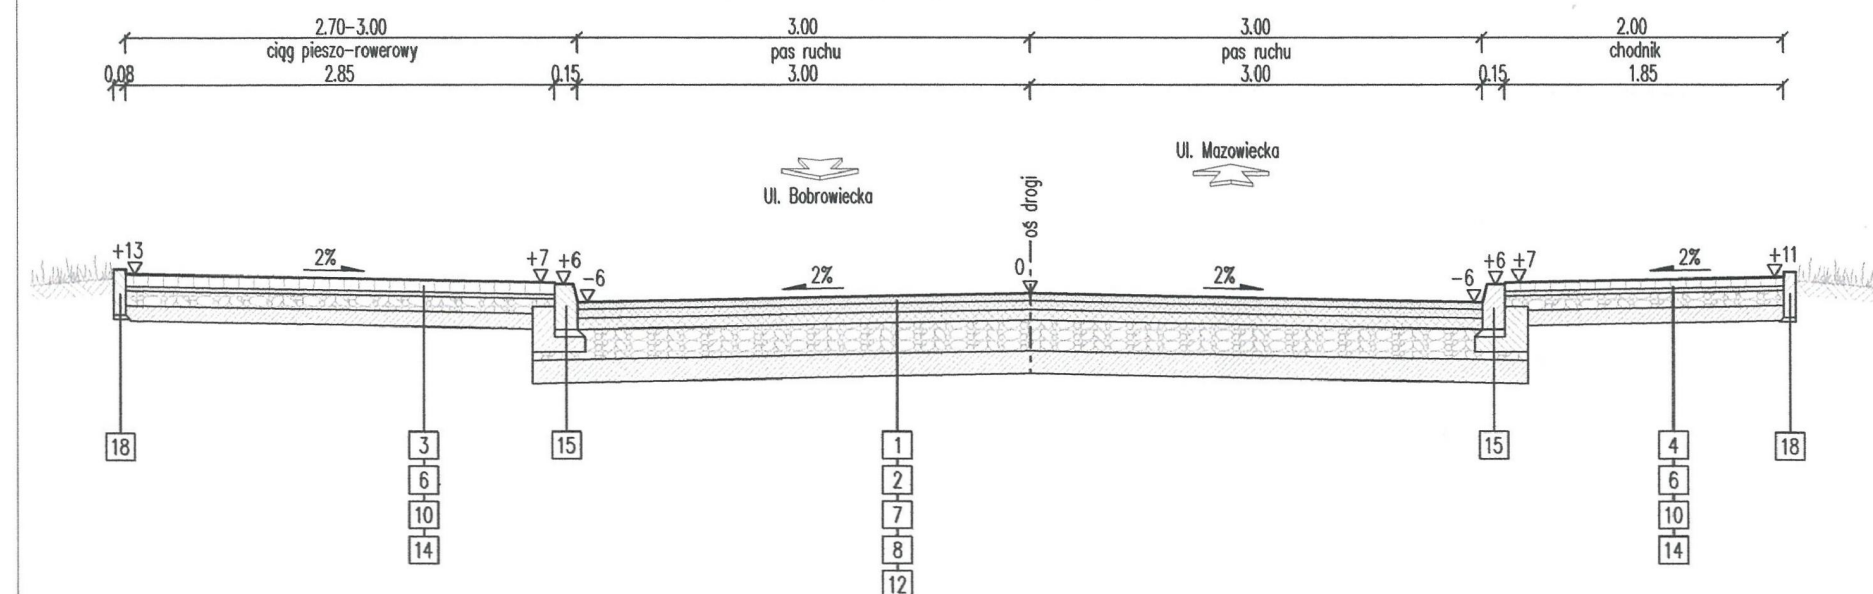 2.70-3.00 3.00 3.00 2.00
ciąg pieszo-rowerowy pas ruchu pas ruchu chodnik
0.08 2.85 0.15 3.00 3.00 0.15 1.85
Ul. Mazowiecka
Ul. Bobrowiecka
oś drogi
+13 2% +7 +6 -6 2% 0 2% -6 +6 +7 2% +11
18 3 15 1 15 4 18
6 2 6
10 7 10
14 8 14
12